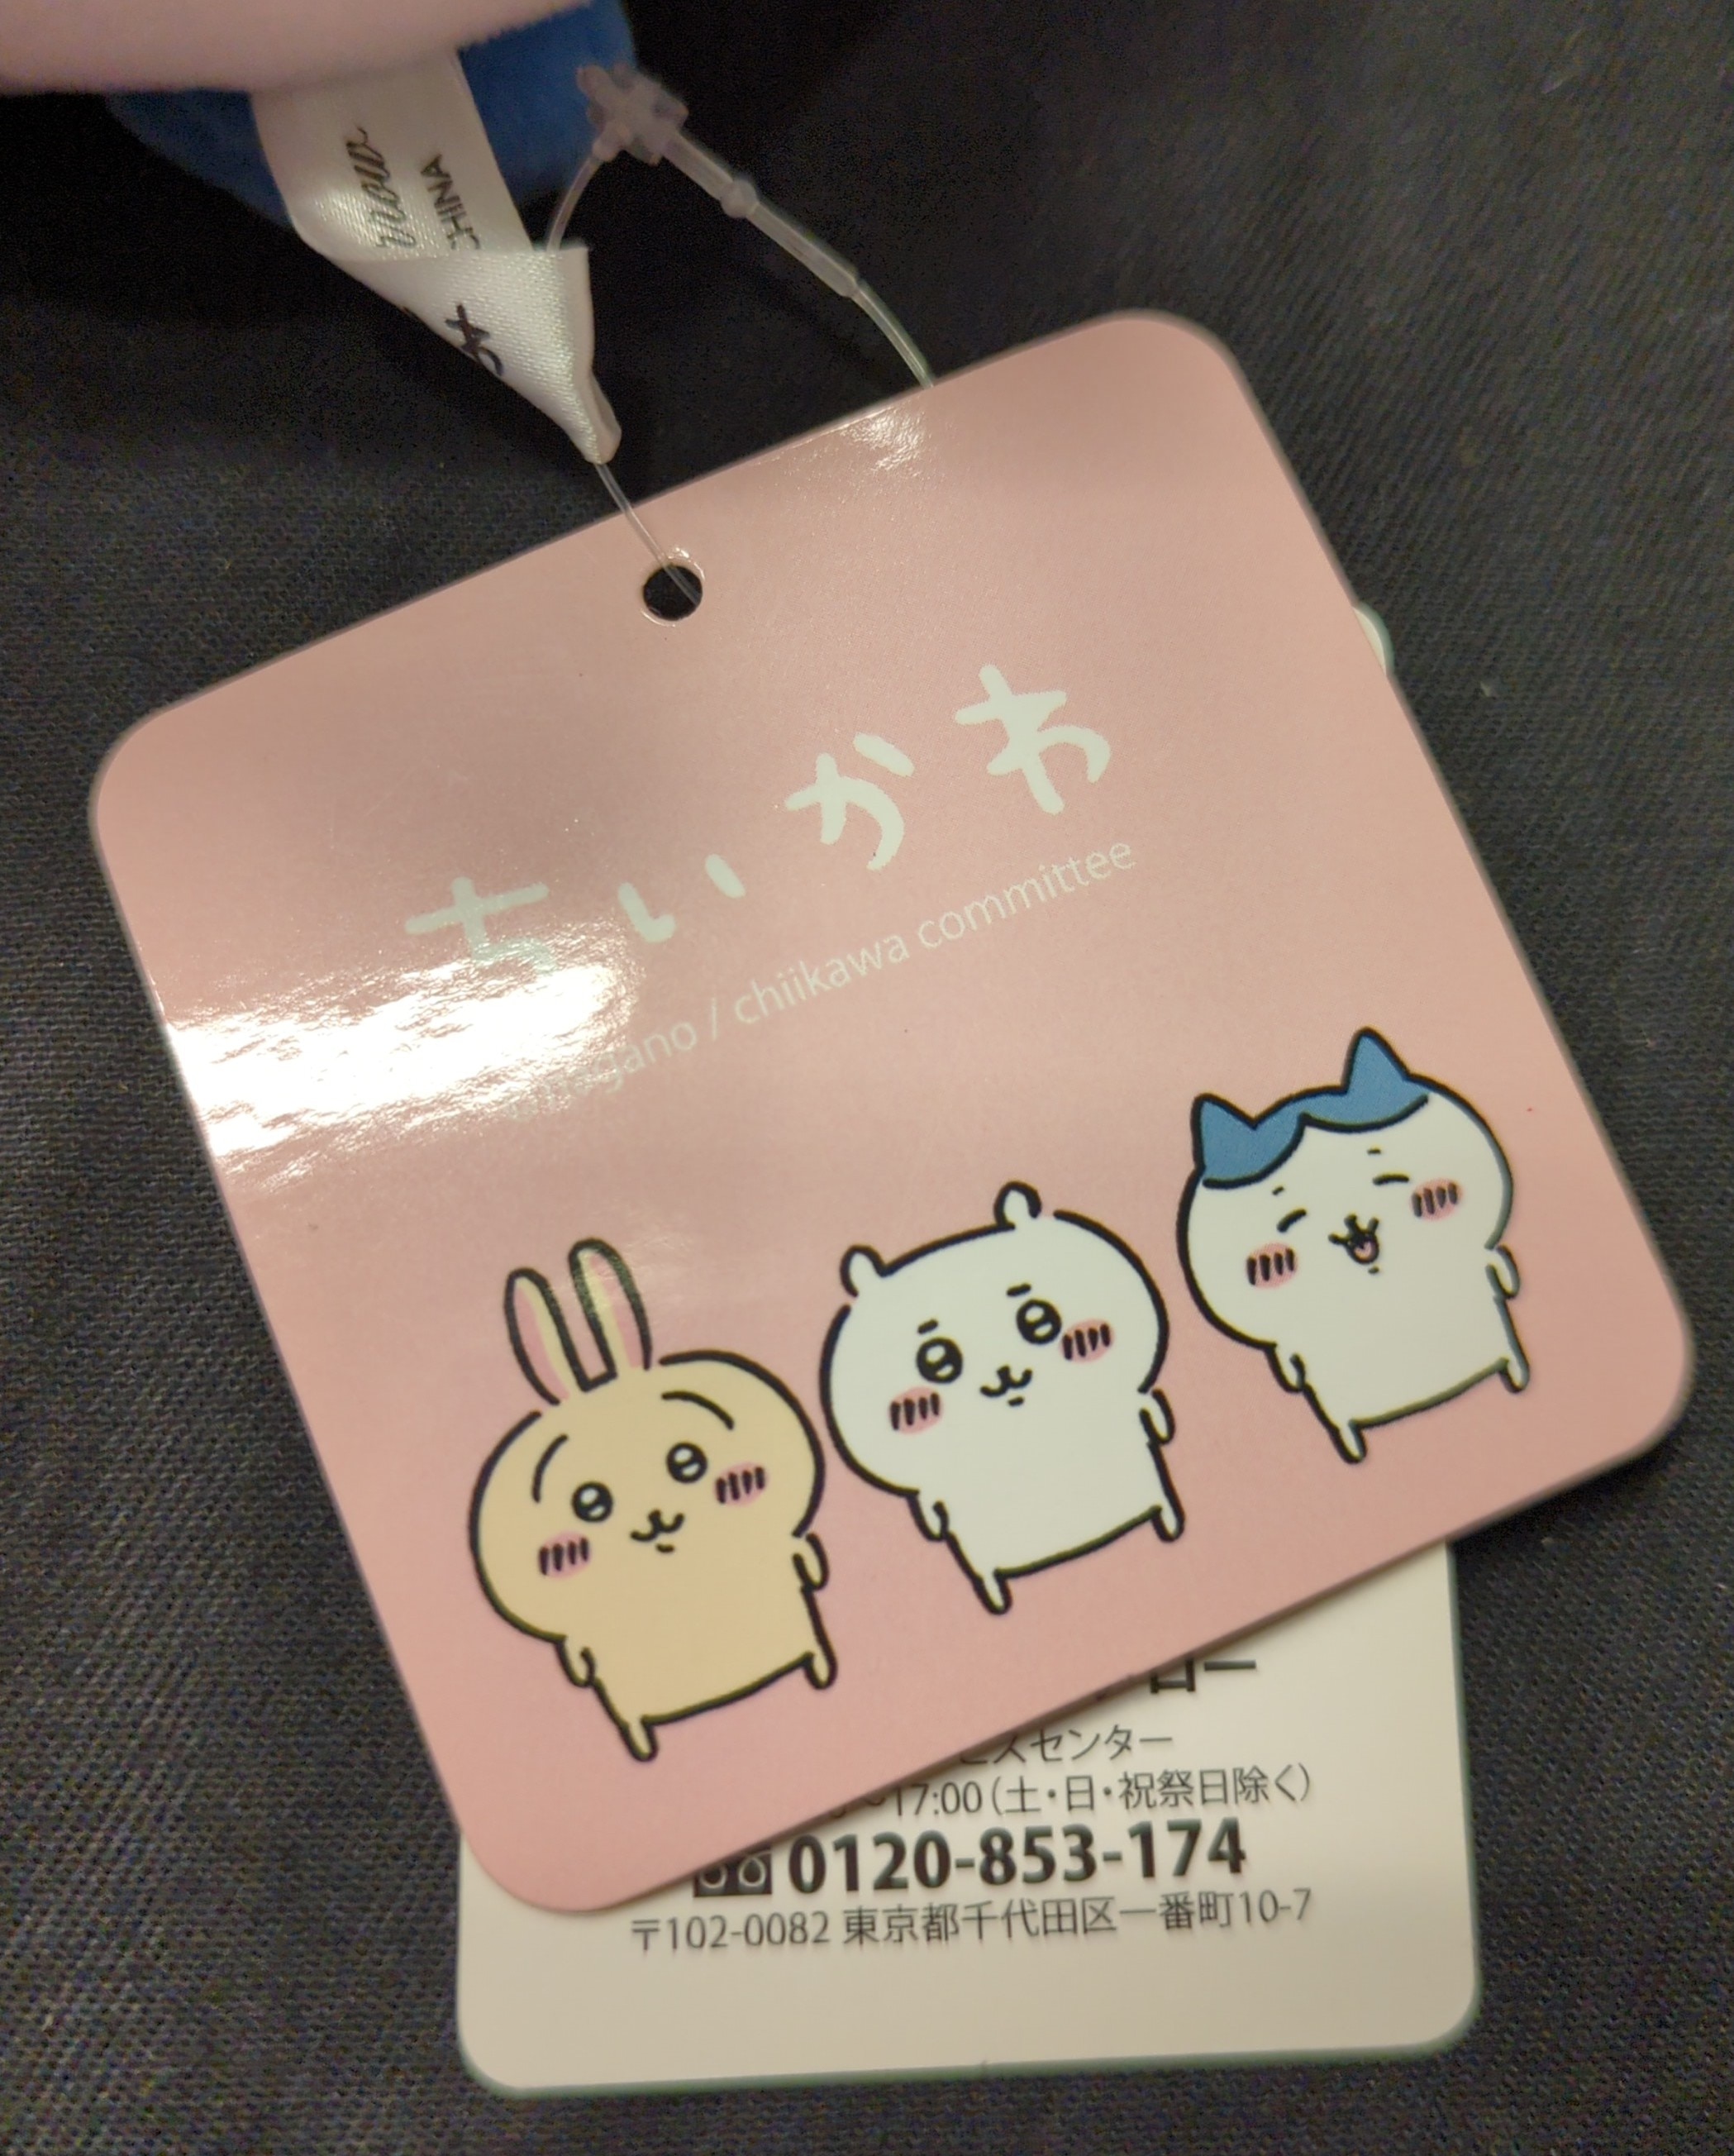 CHINA
ちいかわ
nagano / chiikawa committee
センター
17:00(土・日・祝祭日除く)
0120-853-174
〒102-0082 東京都千代田区一番町10-7